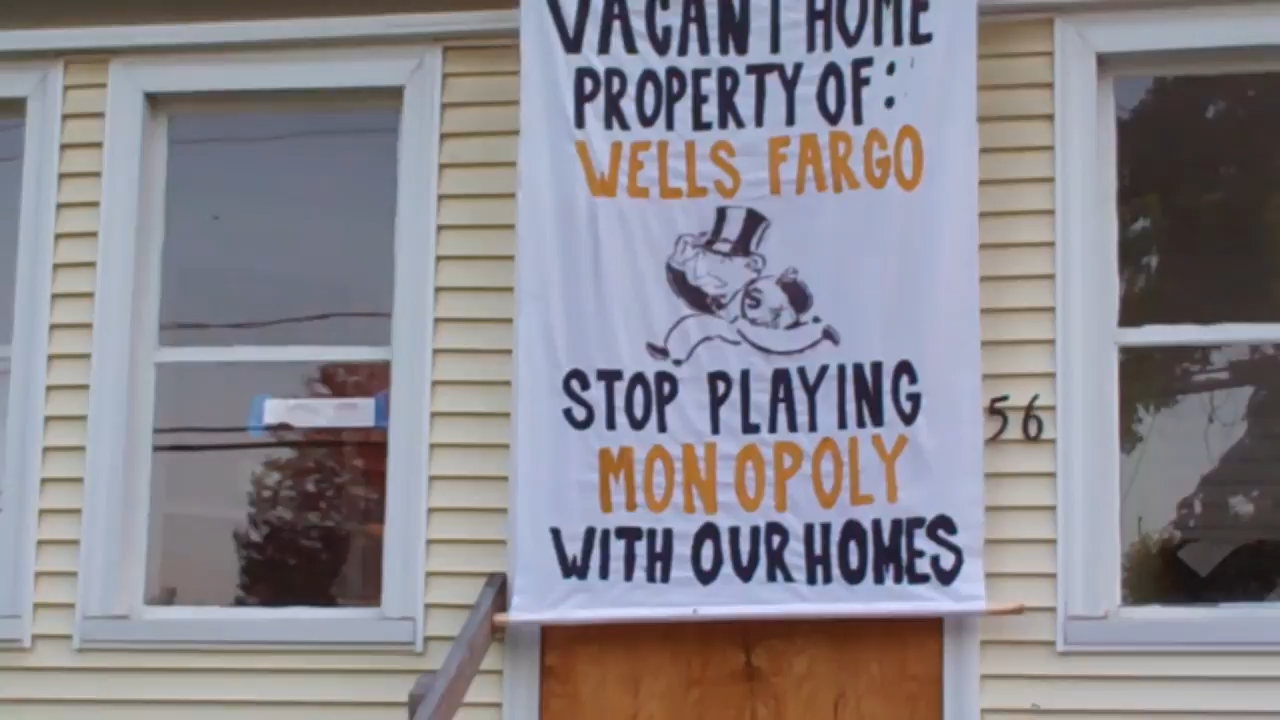 VACANT HOME
PROPERTY OF:
WELLS FARGO
$
STOP PLAYING
MONOPOLY
WITH OUR HOMES
56